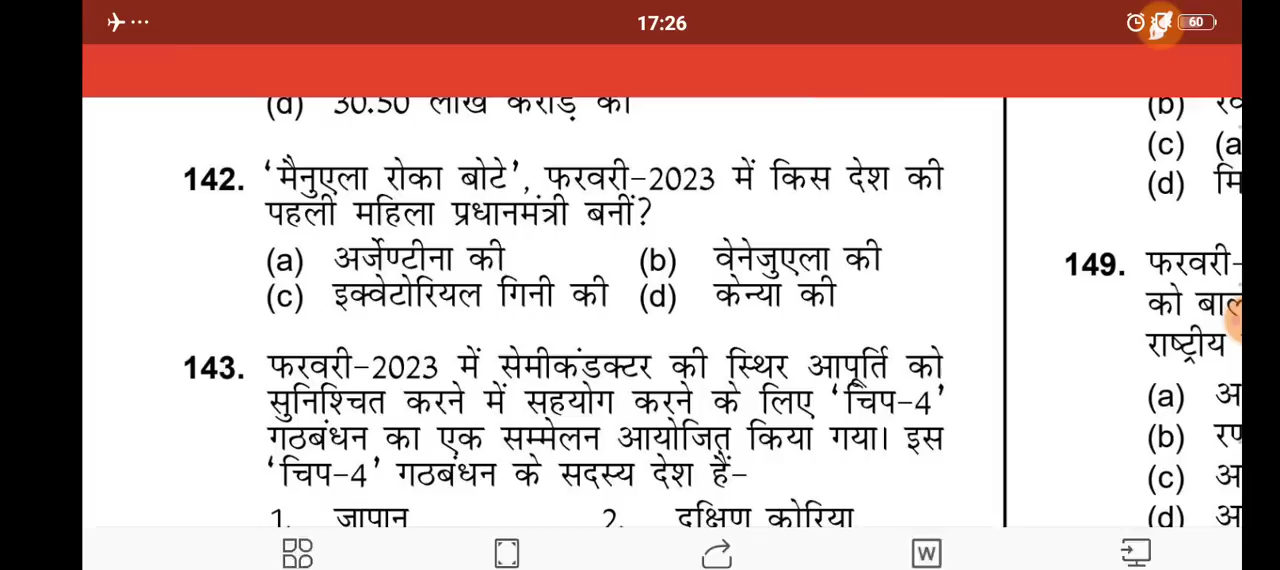 17:26
60
(d) 30.50 लाख करोड़ की
142. 'मैनुएला रोका बोटे', फरवरी-2023 में किस देश की
पहली महिला प्रधानमंत्री बनीं?
(a) अर्जेण्टीना की (b) वेनेजुएला की
(c) इक्वेटोरियल गिनी की (d) केन्या की
143. फरवरी-2023 में सेमीकंडक्टर की स्थिर आपूर्ति को
सुनिश्चित करने में सहयोग करने के लिए 'चिप-4'
गठबंधन का एक सम्मेलन आयोजित किया गया। इस
'चिप-4' गठबंधन के सदस्य देश हैं-
1. जापान 2. दक्षिण कोरिया
(b)
(c) (a
(d)
149. फरवरी-
को
राष्ट्रीय
(a)
(b)
(c)
(d)
W